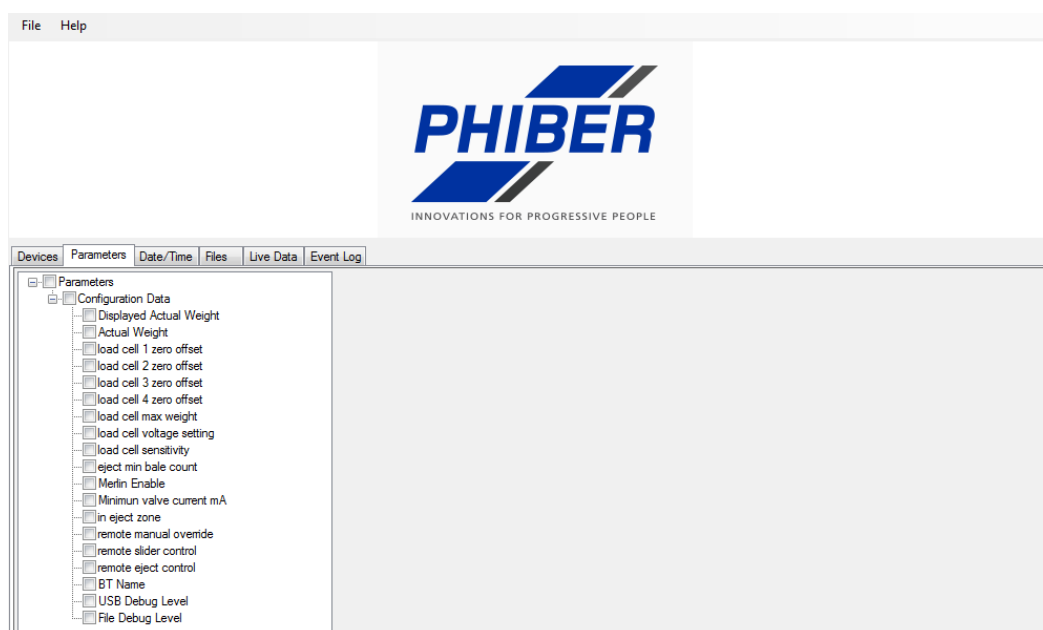 File Help
PHIBER
INNOVATIONS FOR PROGRESSIVE PEOPLE
Devices Parameters Date/Time Files Live Data Event Log
Parameters
Configuration Data
Displayed Actual Weight
Actual Weight
load cell 1 zero offset
load cell 2 zero offset
load cell 3 zero offset
load cell 4 zero offset
load cell max weight
load cell voltage setting
load cell sensitivity
eject min bale count
Merlin Enable
Minimun valve current mA
in eject zone
remote manual override
remote slider control
remote eject control
BT Name
USB Debug Level
File Debug Level